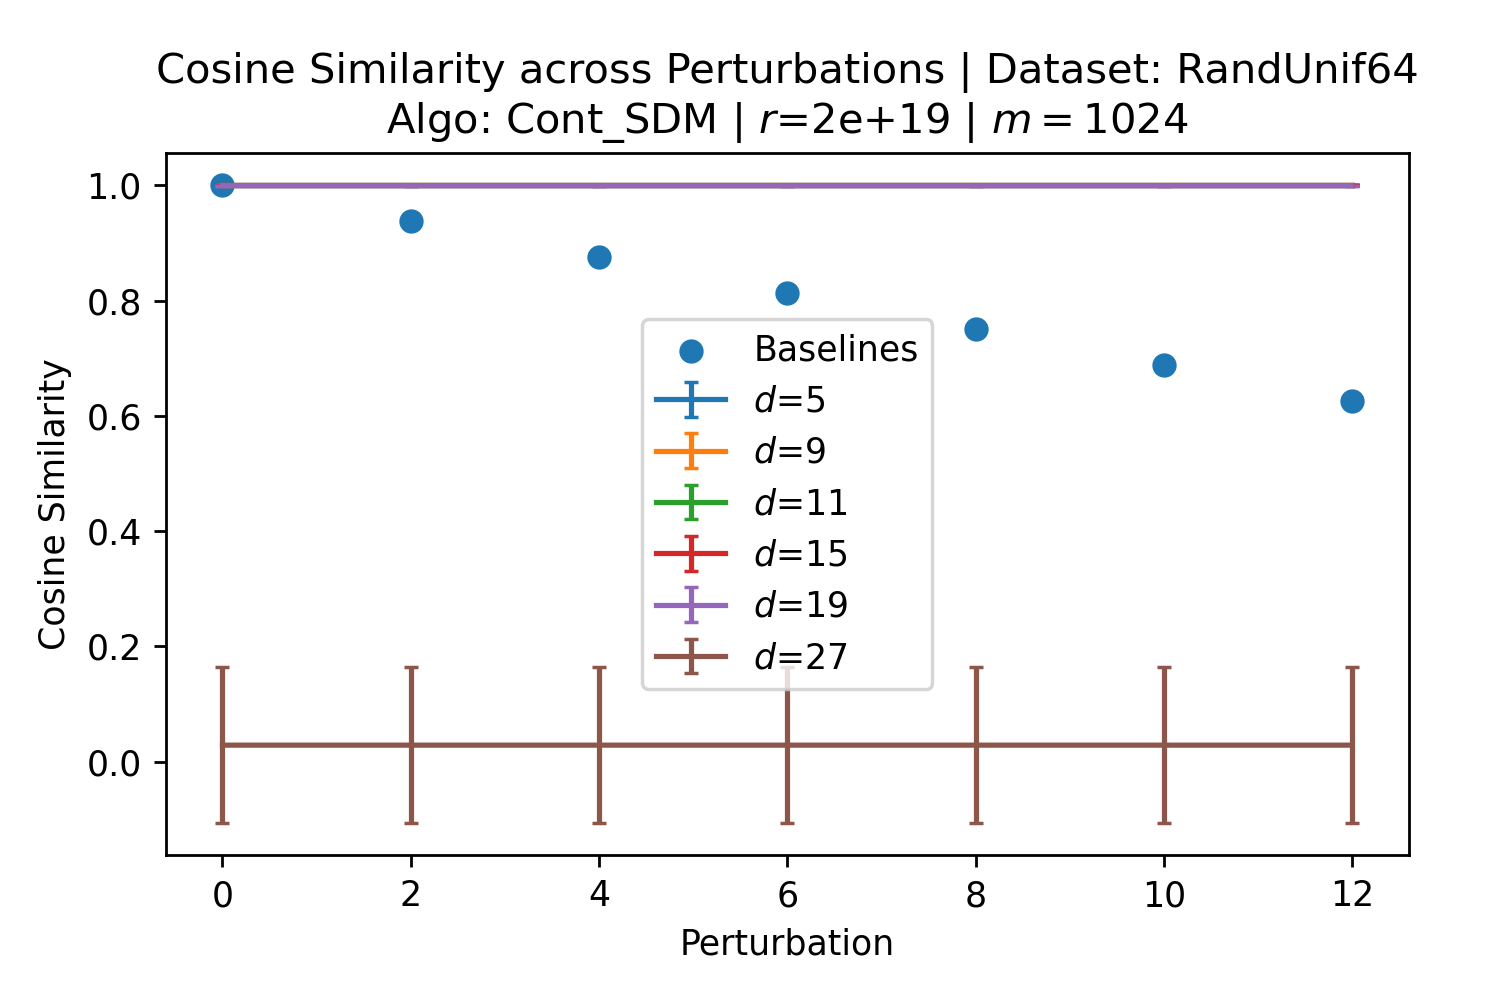 Cosine Similarity across Perturbations | Dataset: RandUnif64
Algo: Cont_SDM | r=2e+19 | m = 1024
1.0
0.8
0.6
0.4
0.2
0.0
Cosine Similarity
Baselines
d=5
d=9
d=11
d=15
d=19
d=27
0 2 4 6 8 10 12
Perturbation